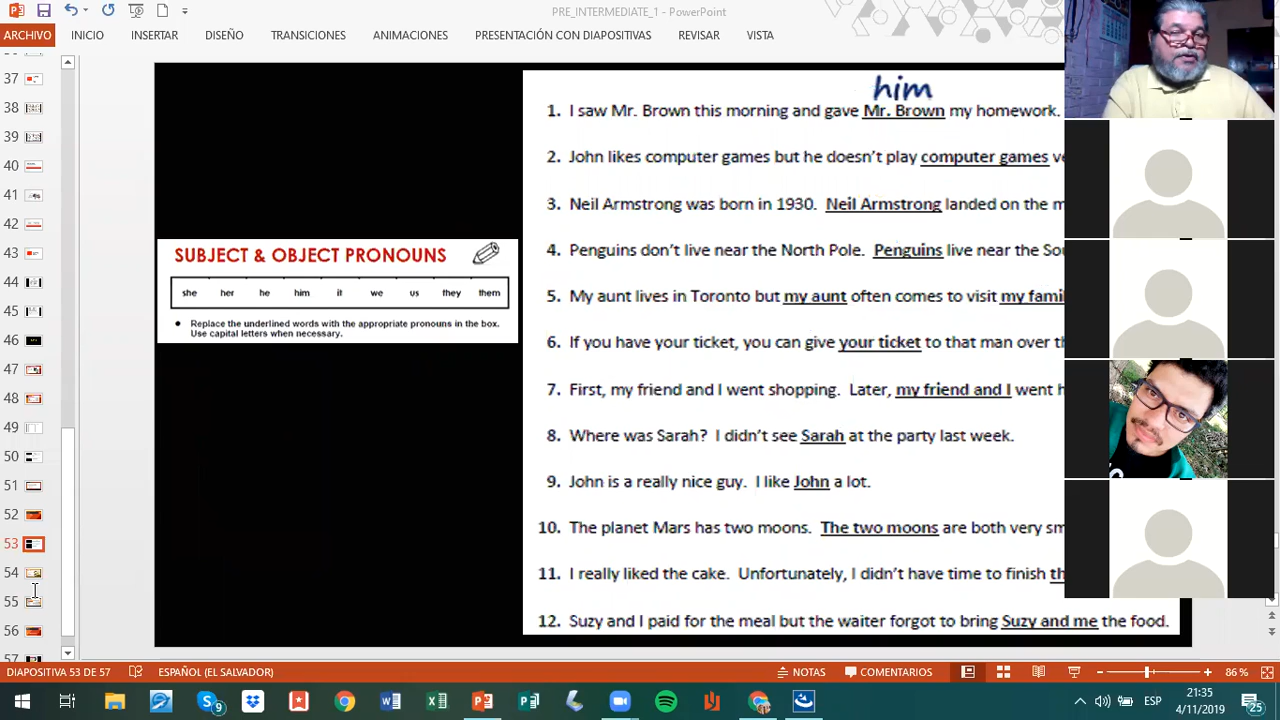 PRE_INTERMEDIATE_1 - PowerPoint
ARCHIVO INICIO INSERTAR DISEÑO TRANSICIONES ANIMACIONES PRESENTACIÓN CON DIAPOSITIVAS REVISAR VISTA
37
38
39
40
41
42
43
44
45
46
47
48
49
50
51
52
53
54
55
56
57
SUBJECT & OBJECT PRONOUNS
she her he him it we us they them
• Replace the underlined words with the appropriate pronouns in the box.
Use capital letters when necessary.
him
1. I saw Mr. Brown this morning and gave Mr. Brown my homework.
2. John likes computer games but he doesn't play computer games
3. Neil Armstrong was born in 1930. Neil Armstrong landed on the
4. Penguins don't live near the North Pole. Penguins live near the
5. My aunt lives in Toronto but my aunt often comes to visit my
6. If you have your ticket, you can give your ticket to that man over
7. First, my friend and I went shopping. Later, my friend and I went
8. Where was Sarah? I didn't see Sarah at the party last week.
9. John is a really nice guy. I like John a lot.
10. The planet Mars has two moons. The two moons are both very
11. I really liked the cake. Unfortunately, I didn't have time to finish
12. Suzy and I paid for the meal but the waiter forgot to bring Suzy and me the food.
DIAPOSITIVA 53 DE 57 ESPAÑOL (EL SALVADOR) NOTAS COMENTARIOS 86 %
ESP
21:35
4/11/2019
9
25